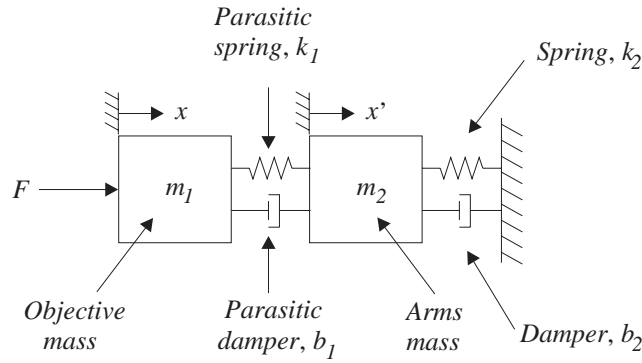 Parasitic
spring, k1
Spring, k2
x
x'
F
m1
m2
Objective
mass
Parasitic
damper, b1
Arms
mass
Damper, b2